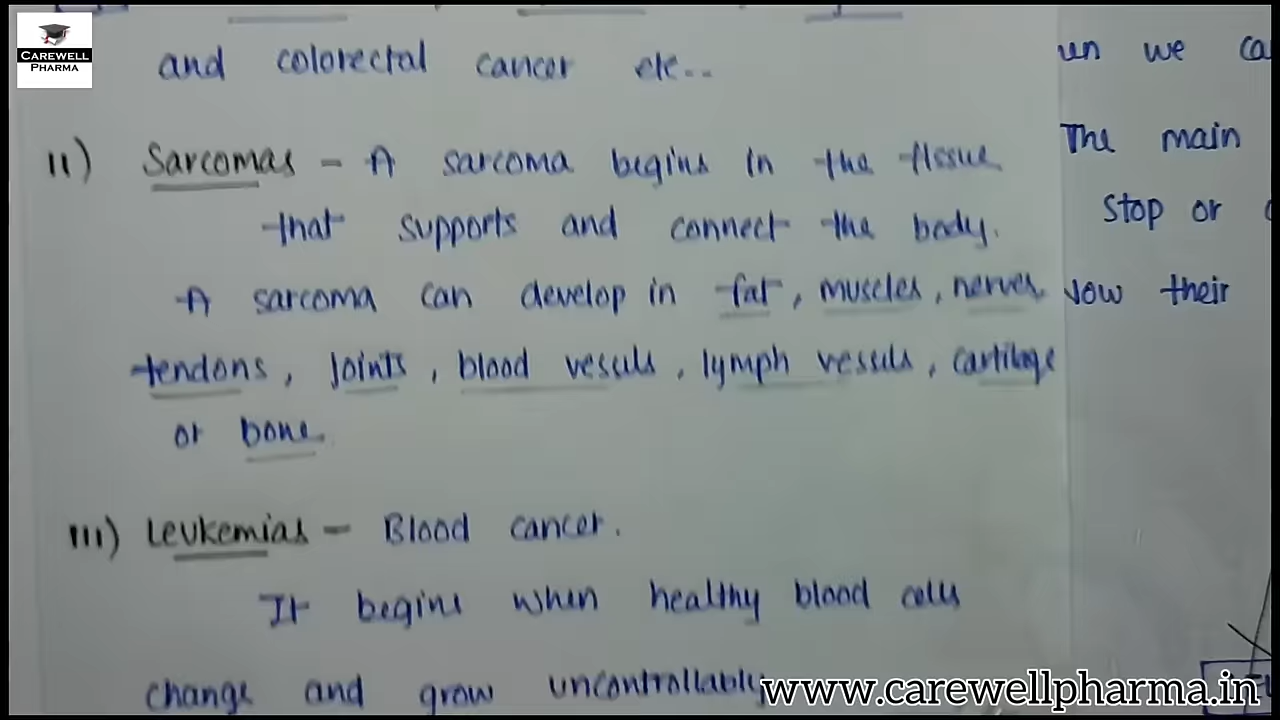 CAREWELL
PHARMA
and colorectal cancer etc..
II) Sarcomas - A sarcoma begins in the tissue
that supports and connect the body.
A sarcoma can develop in fat, muscles, nerves,
tendons, joints, blood vessels, lymph vessels, cartilage
or bone.
III) Leukemias - Blood cancer.
It begins when healthy blood cells
change and grow uncontrollably
we
The main
stop or
their
www.carewellpharma.in